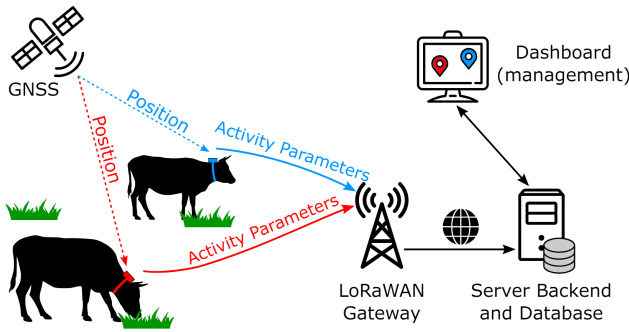 GNSS
Position
Position
Activity Parameters
Activity Parameters
Dashboard
(management)
LoRaWAN
Gateway
Server Backend
and Database